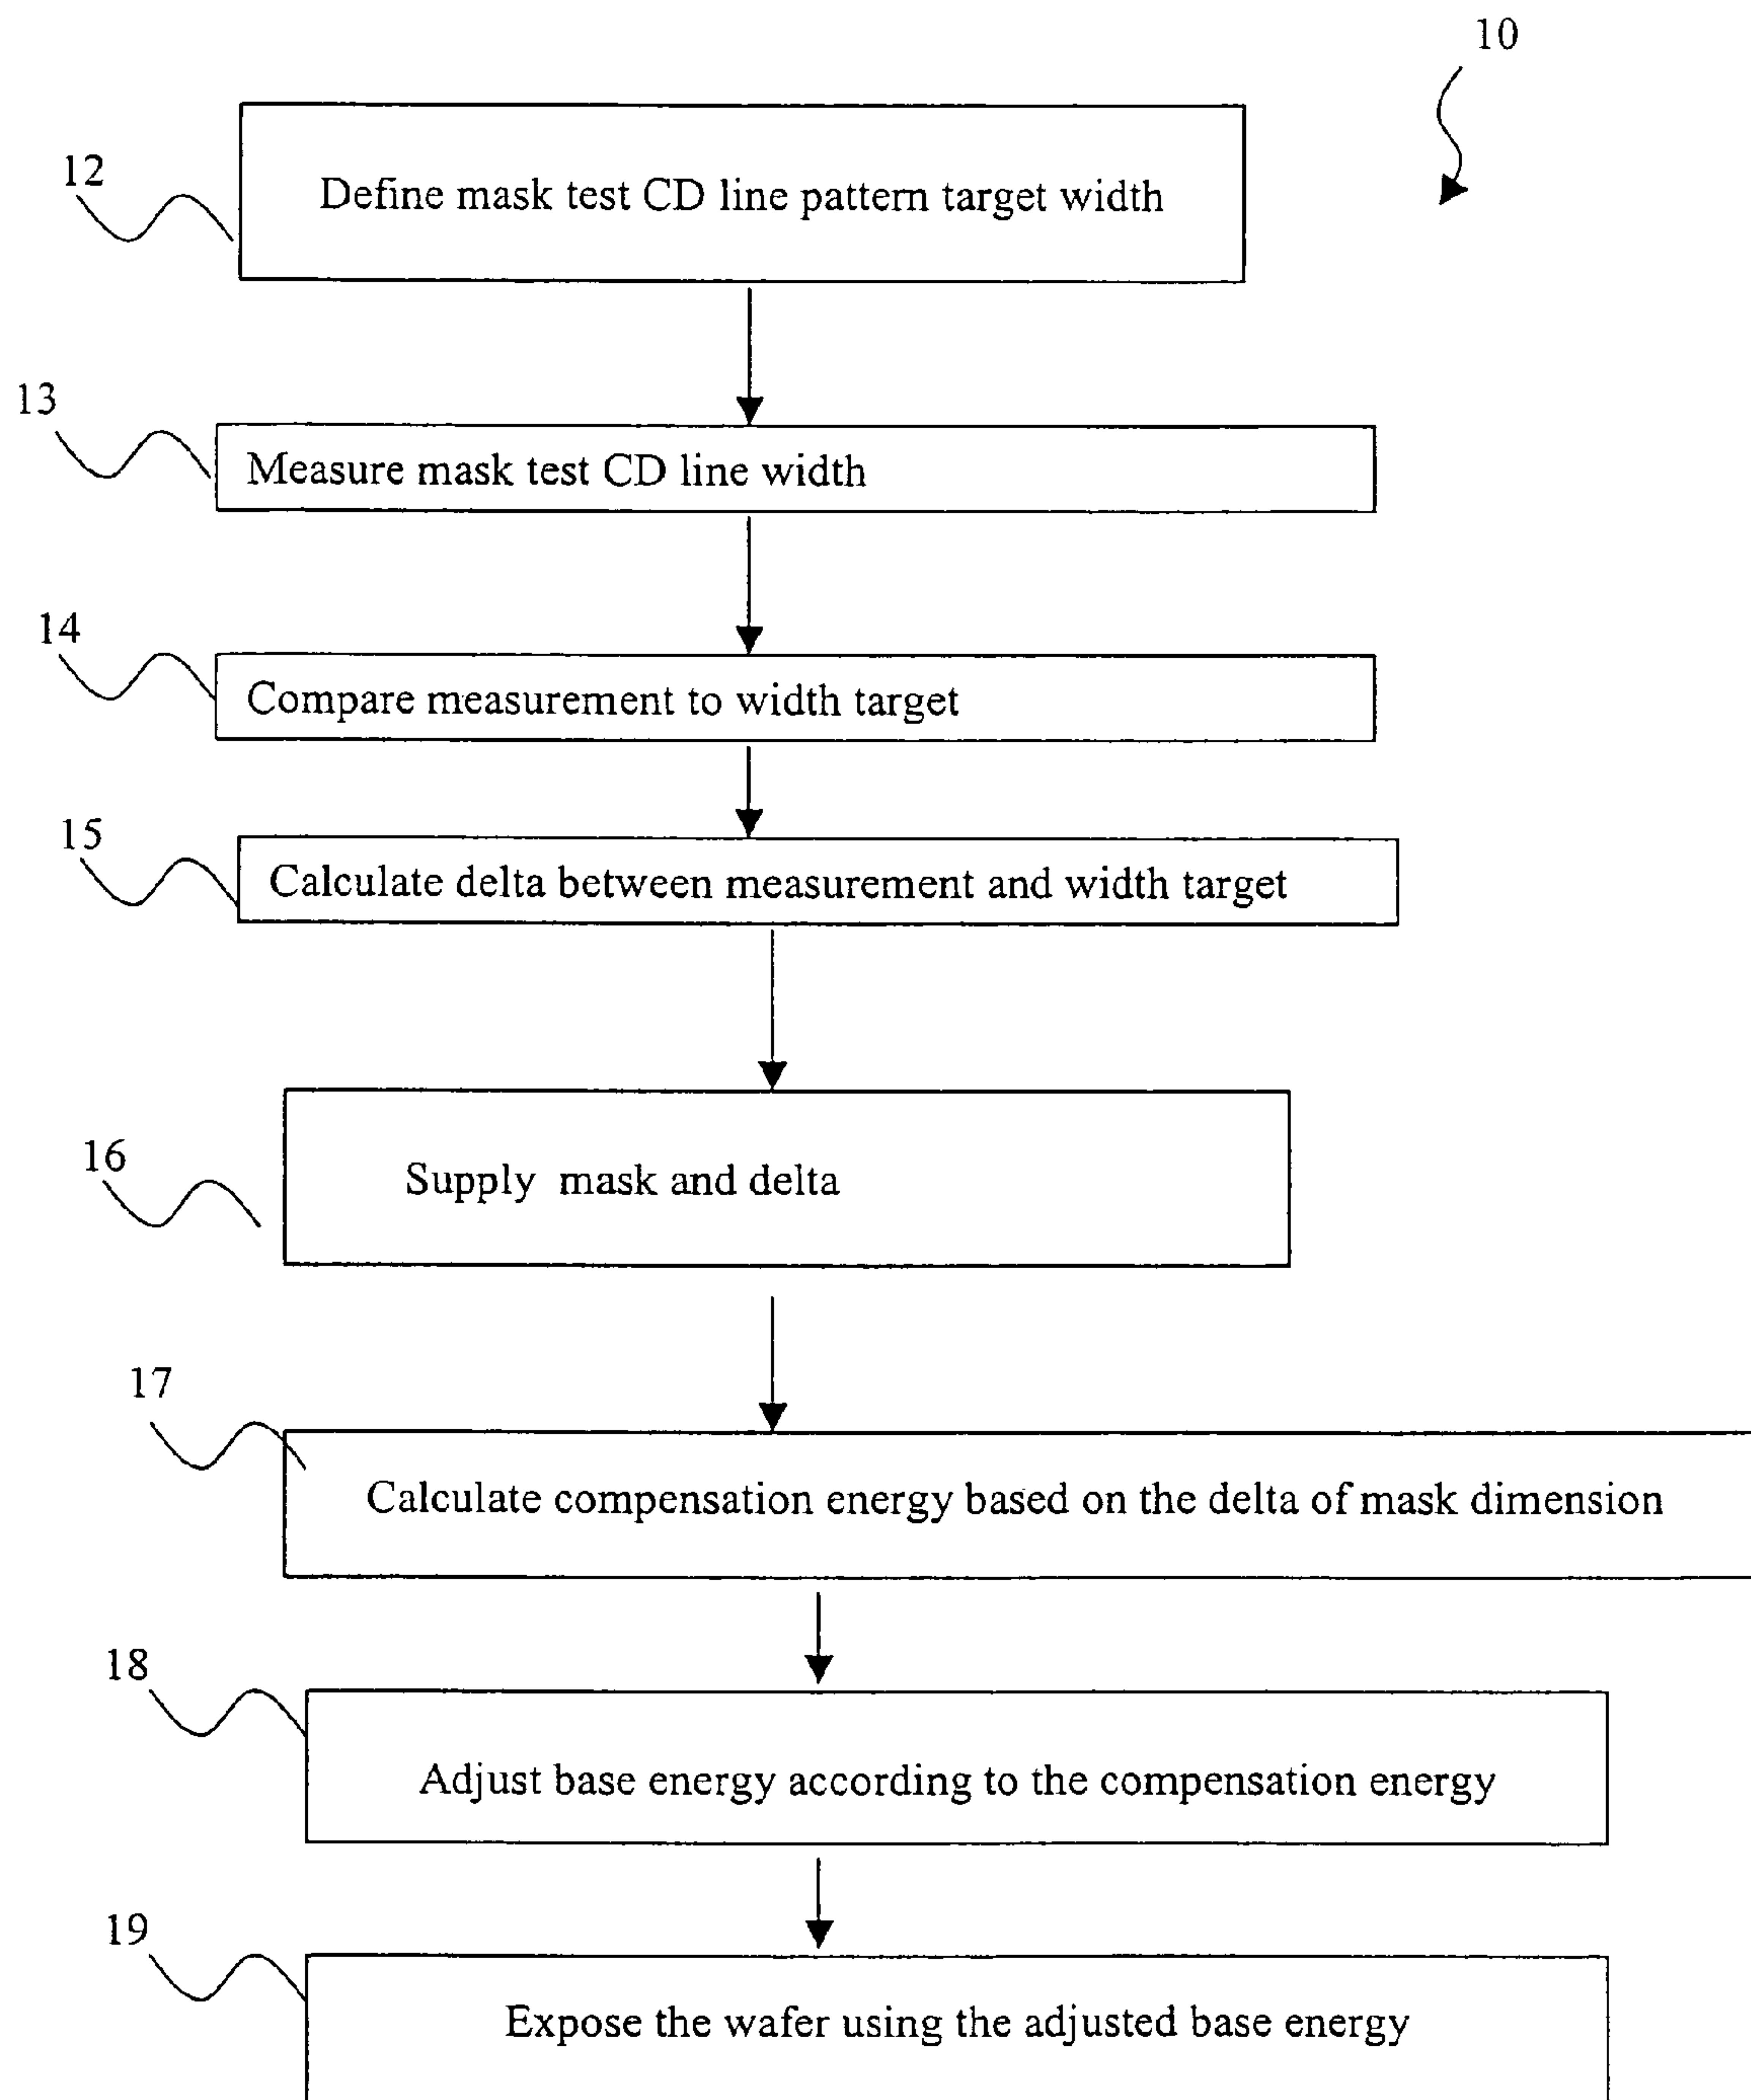 10
12
Define mask test CD line pattern target width
13
Measure mask test CD line width
14
Compare measurement to width target
15
Calculate delta between measurement and width target
16
Supply mask and delta
17
Calculate compensation energy based on the delta of mask dimension
18
Adjust base energy according to the compensation energy
19
Expose the wafer using the adjusted base energy